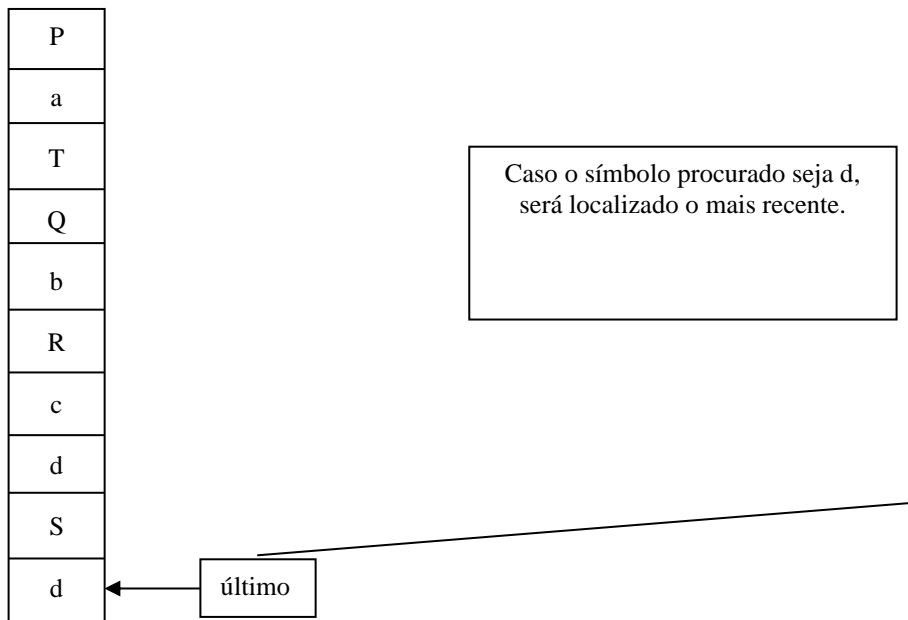 P
a
T
Q
b
R
c
d
S
d
Caso o símbolo procurado seja d,
será localizado o mais recente.
último